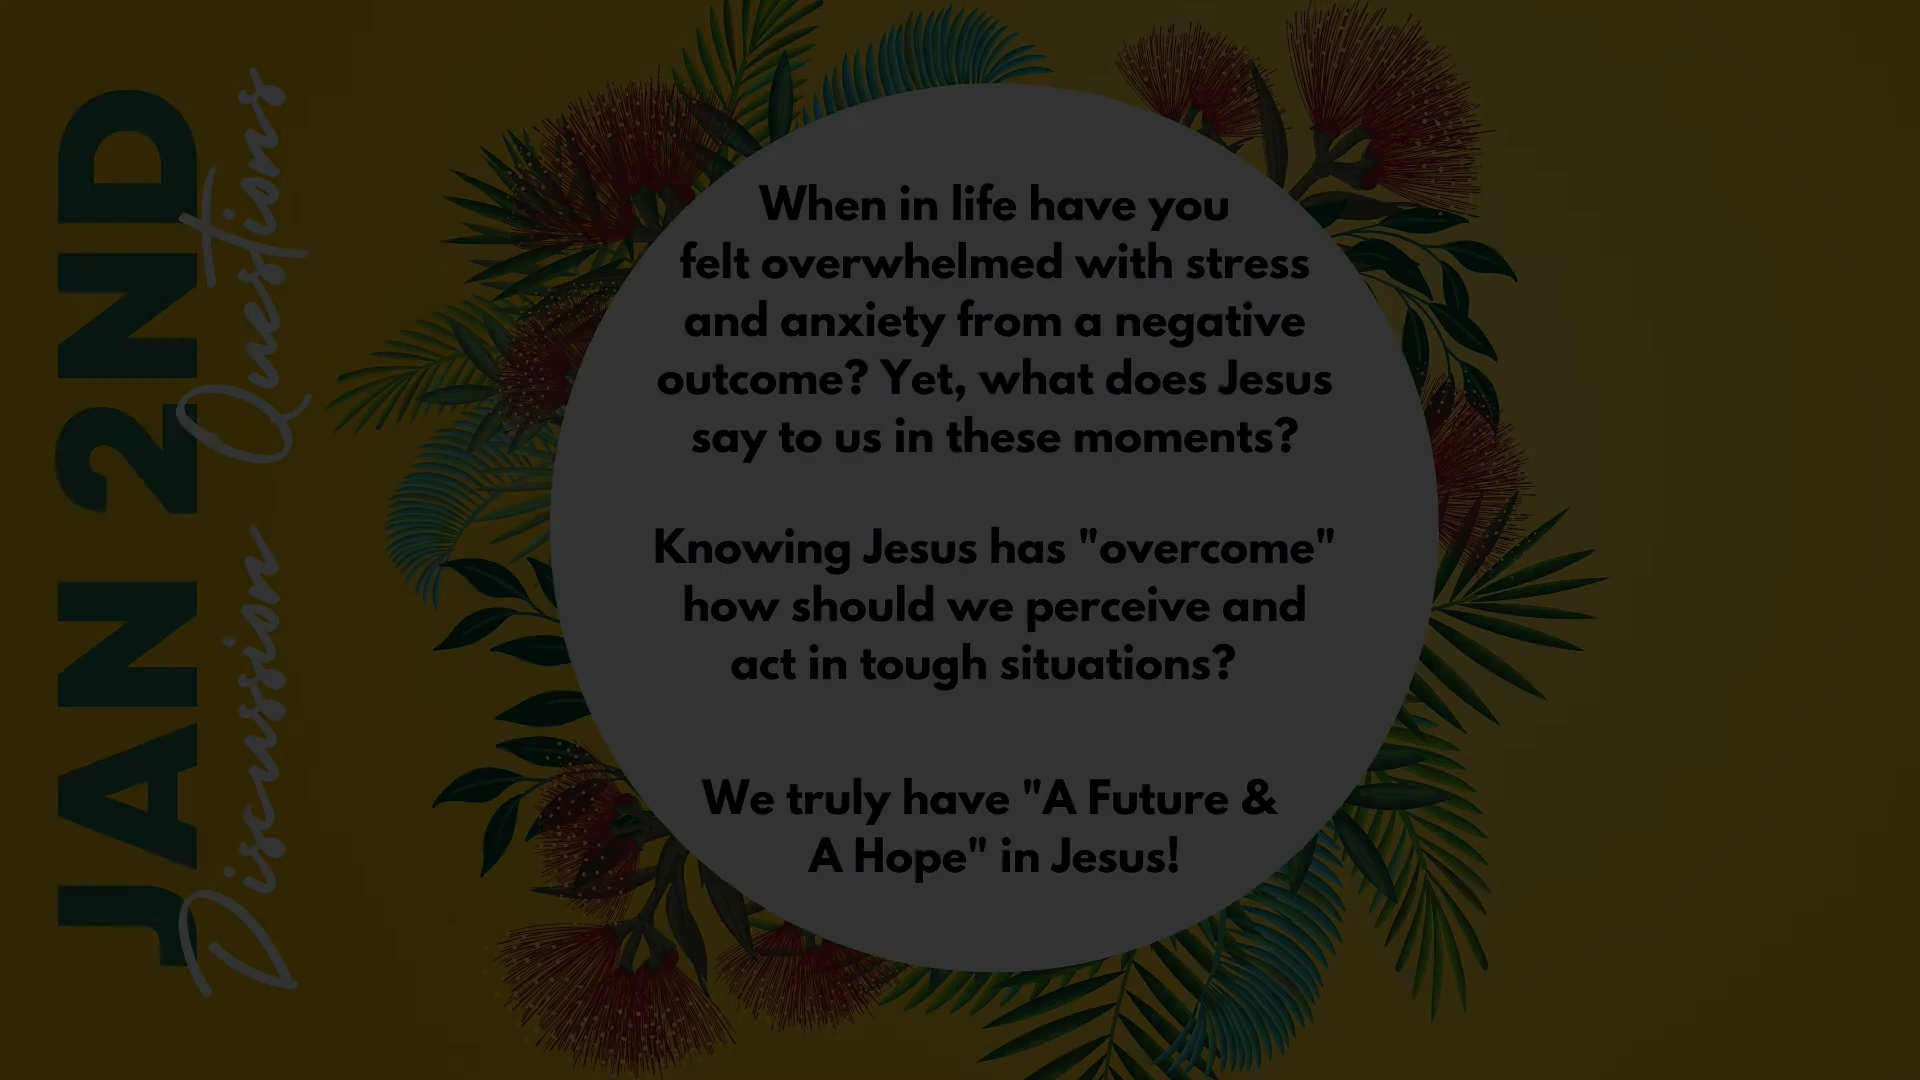 JAN 2ND
Discussion Questions
When in life have you
felt overwhelmed with stress
and anxiety from a negative
outcome? Yet, what does Jesus
say to us in these moments?
Knowing Jesus has "overcome"
how should we perceive and
act in tough situations?
We truly have "A Future &
A Hope" in Jesus!